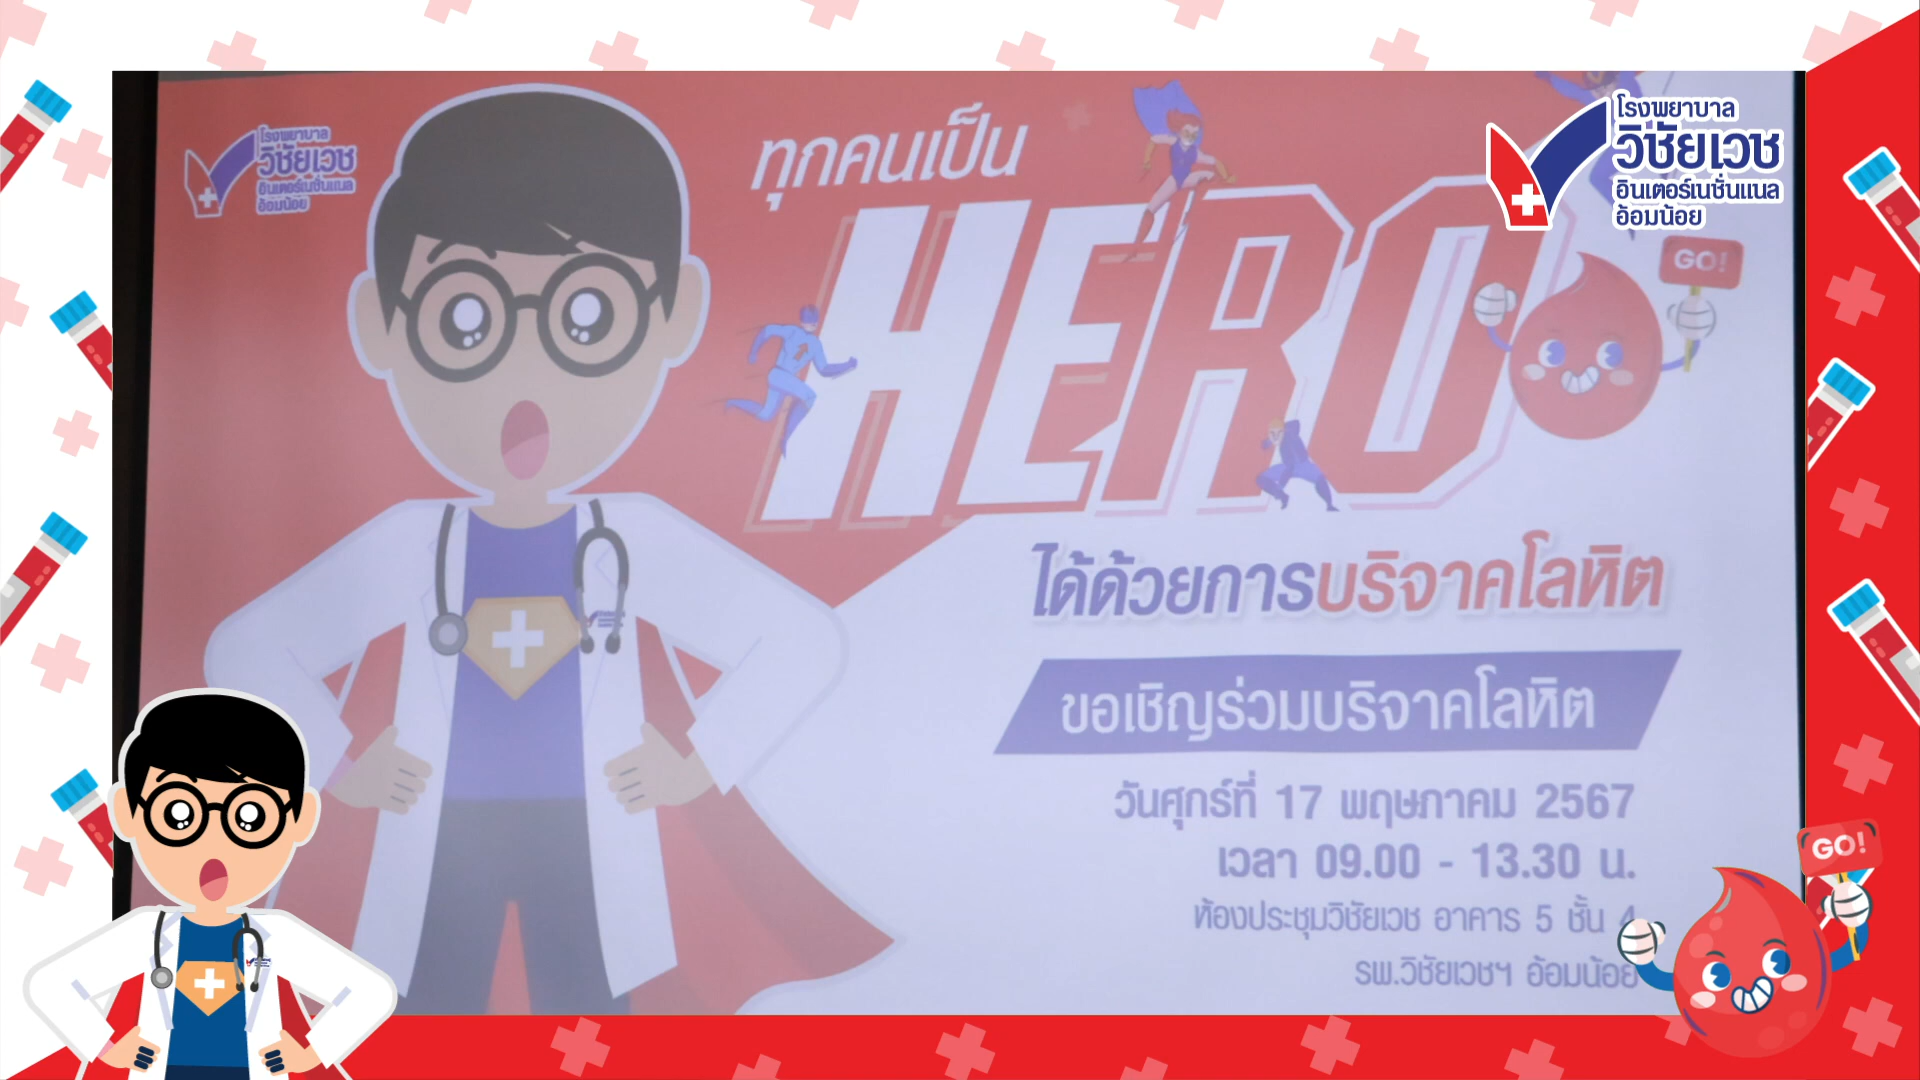 โรงพยาบาล
วิชัยเวช
อินเตอร์เนชั่นแนล
อ้อมน้อย
ทุกคนเป็น
HERO
GO!
โรงพยาบาล
วิชัยเวช
อินเตอร์เนชั่นแนล
อ้อมน้อย
ได้ด้วยการบริจาคโลหิต
ขอเชิญร่วมบริจาคโลหิต
วันศุกร์ที่ 17 พฤษภาคม 2567
เวลา 09.00 - 13.30 น.
ห้องประชุมวิชัยเวช อาคาร 5 ชั้น 4
รพ.วิชัยเวชฯ อ้อมน้อย
GO!